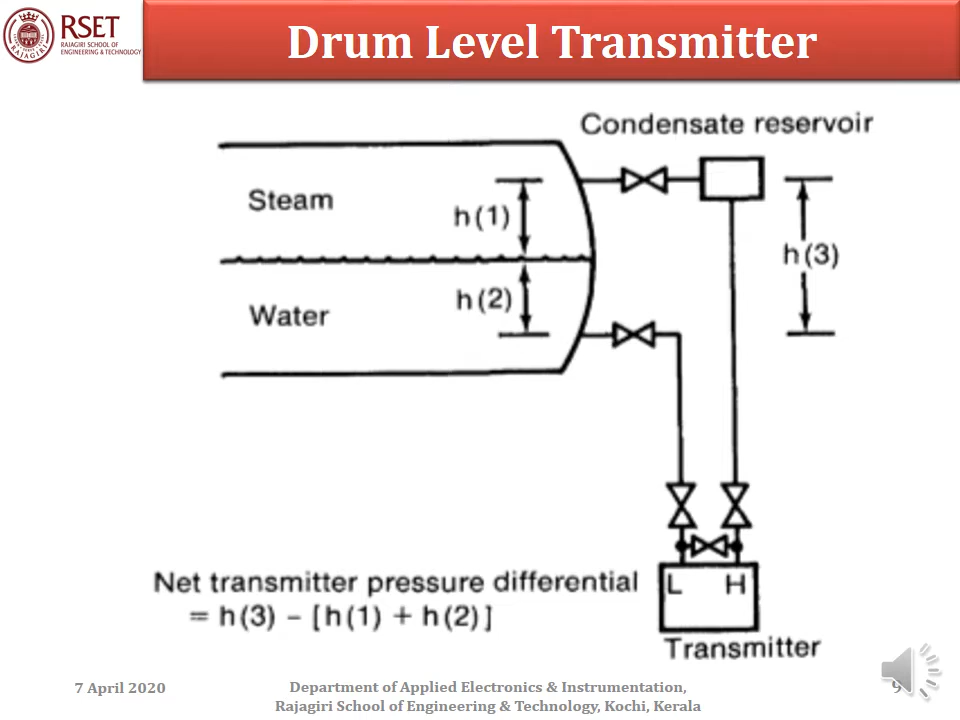 RSET
RAJAGIRI SCHOOL OF
ENGINEERING & TECHNOLOGY
Drum Level Transmitter
Condensate reservoir
Steam
h(1)
h(3)
Water
h(2)
Net transmitter pressure differential
= h(3) – [h(1) + h(2)]
L H
Transmitter
7 April 2020
Department of Applied Electronics & Instrumentation,
Rajagiri School of Engineering & Technology, Kochi, Kerala
9